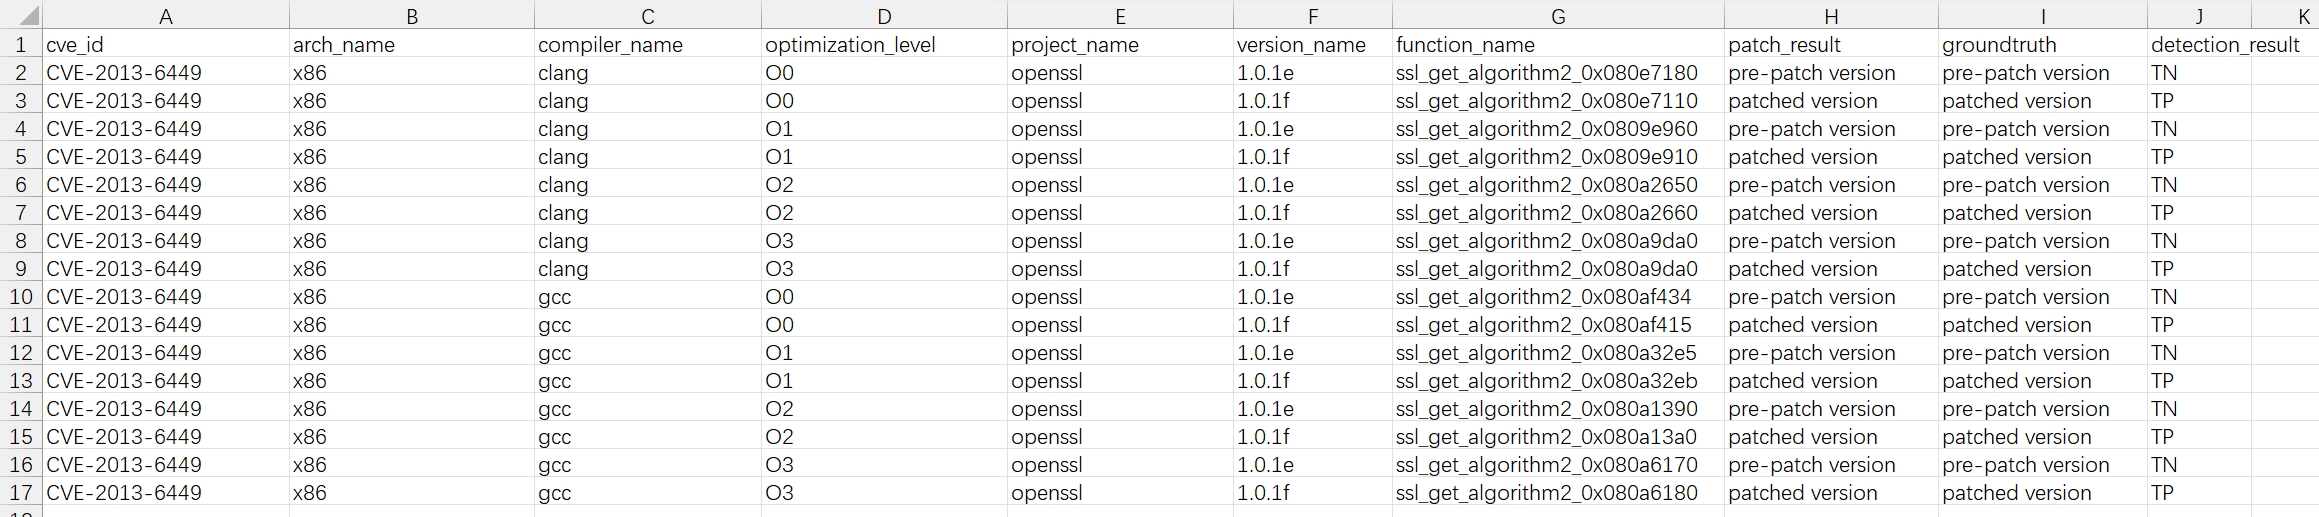 A B C D E F G H I J K
1 cve_id arch_name compiler_name optimization_level project_name version_name function_name patch_result groundtruth detection_result
2 CVE-2013-6449 x86 clang O0 openssl 1.0.1e ssl_get_algorithm2_0x080e7180 pre-patch version pre-patch version TN
3 CVE-2013-6449 x86 clang O0 openssl 1.0.1f ssl_get_algorithm2_0x080e7110 patched version patched version TP
4 CVE-2013-6449 x86 clang O1 openssl 1.0.1e ssl_get_algorithm2_0x0809e960 pre-patch version pre-patch version TN
5 CVE-2013-6449 x86 clang O1 openssl 1.0.1f ssl_get_algorithm2_0x0809e910 patched version patched version TP
6 CVE-2013-6449 x86 clang O2 openssl 1.0.1e ssl_get_algorithm2_0x080a2650 pre-patch version pre-patch version TN
7 CVE-2013-6449 x86 clang O2 openssl 1.0.1f ssl_get_algorithm2_0x080a2660 patched version patched version TP
8 CVE-2013-6449 x86 clang O3 openssl 1.0.1e ssl_get_algorithm2_0x080a9da0 pre-patch version pre-patch version TN
9 CVE-2013-6449 x86 clang O3 openssl 1.0.1f ssl_get_algorithm2_0x080a9da0 patched version patched version TP
10 CVE-2013-6449 x86 gcc O0 openssl 1.0.1e ssl_get_algorithm2_0x080af434 pre-patch version pre-patch version TN
11 CVE-2013-6449 x86 gcc O0 openssl 1.0.1f ssl_get_algorithm2_0x080af415 patched version patched version TP
12 CVE-2013-6449 x86 gcc O1 openssl 1.0.1e ssl_get_algorithm2_0x080a32e5 pre-patch version pre-patch version TN
13 CVE-2013-6449 x86 gcc O1 openssl 1.0.1f ssl_get_algorithm2_0x080a32eb patched version patched version TP
14 CVE-2013-6449 x86 gcc O2 openssl 1.0.1e ssl_get_algorithm2_0x080a1390 pre-patch version pre-patch version TN
15 CVE-2013-6449 x86 gcc O2 openssl 1.0.1f ssl_get_algorithm2_0x080a13a0 patched version patched version TP
16 CVE-2013-6449 x86 gcc O3 openssl 1.0.1e ssl_get_algorithm2_0x080a6170 pre-patch version pre-patch version TN
17 CVE-2013-6449 x86 gcc O3 openssl 1.0.1f ssl_get_algorithm2_0x080a6180 patched version patched version TP